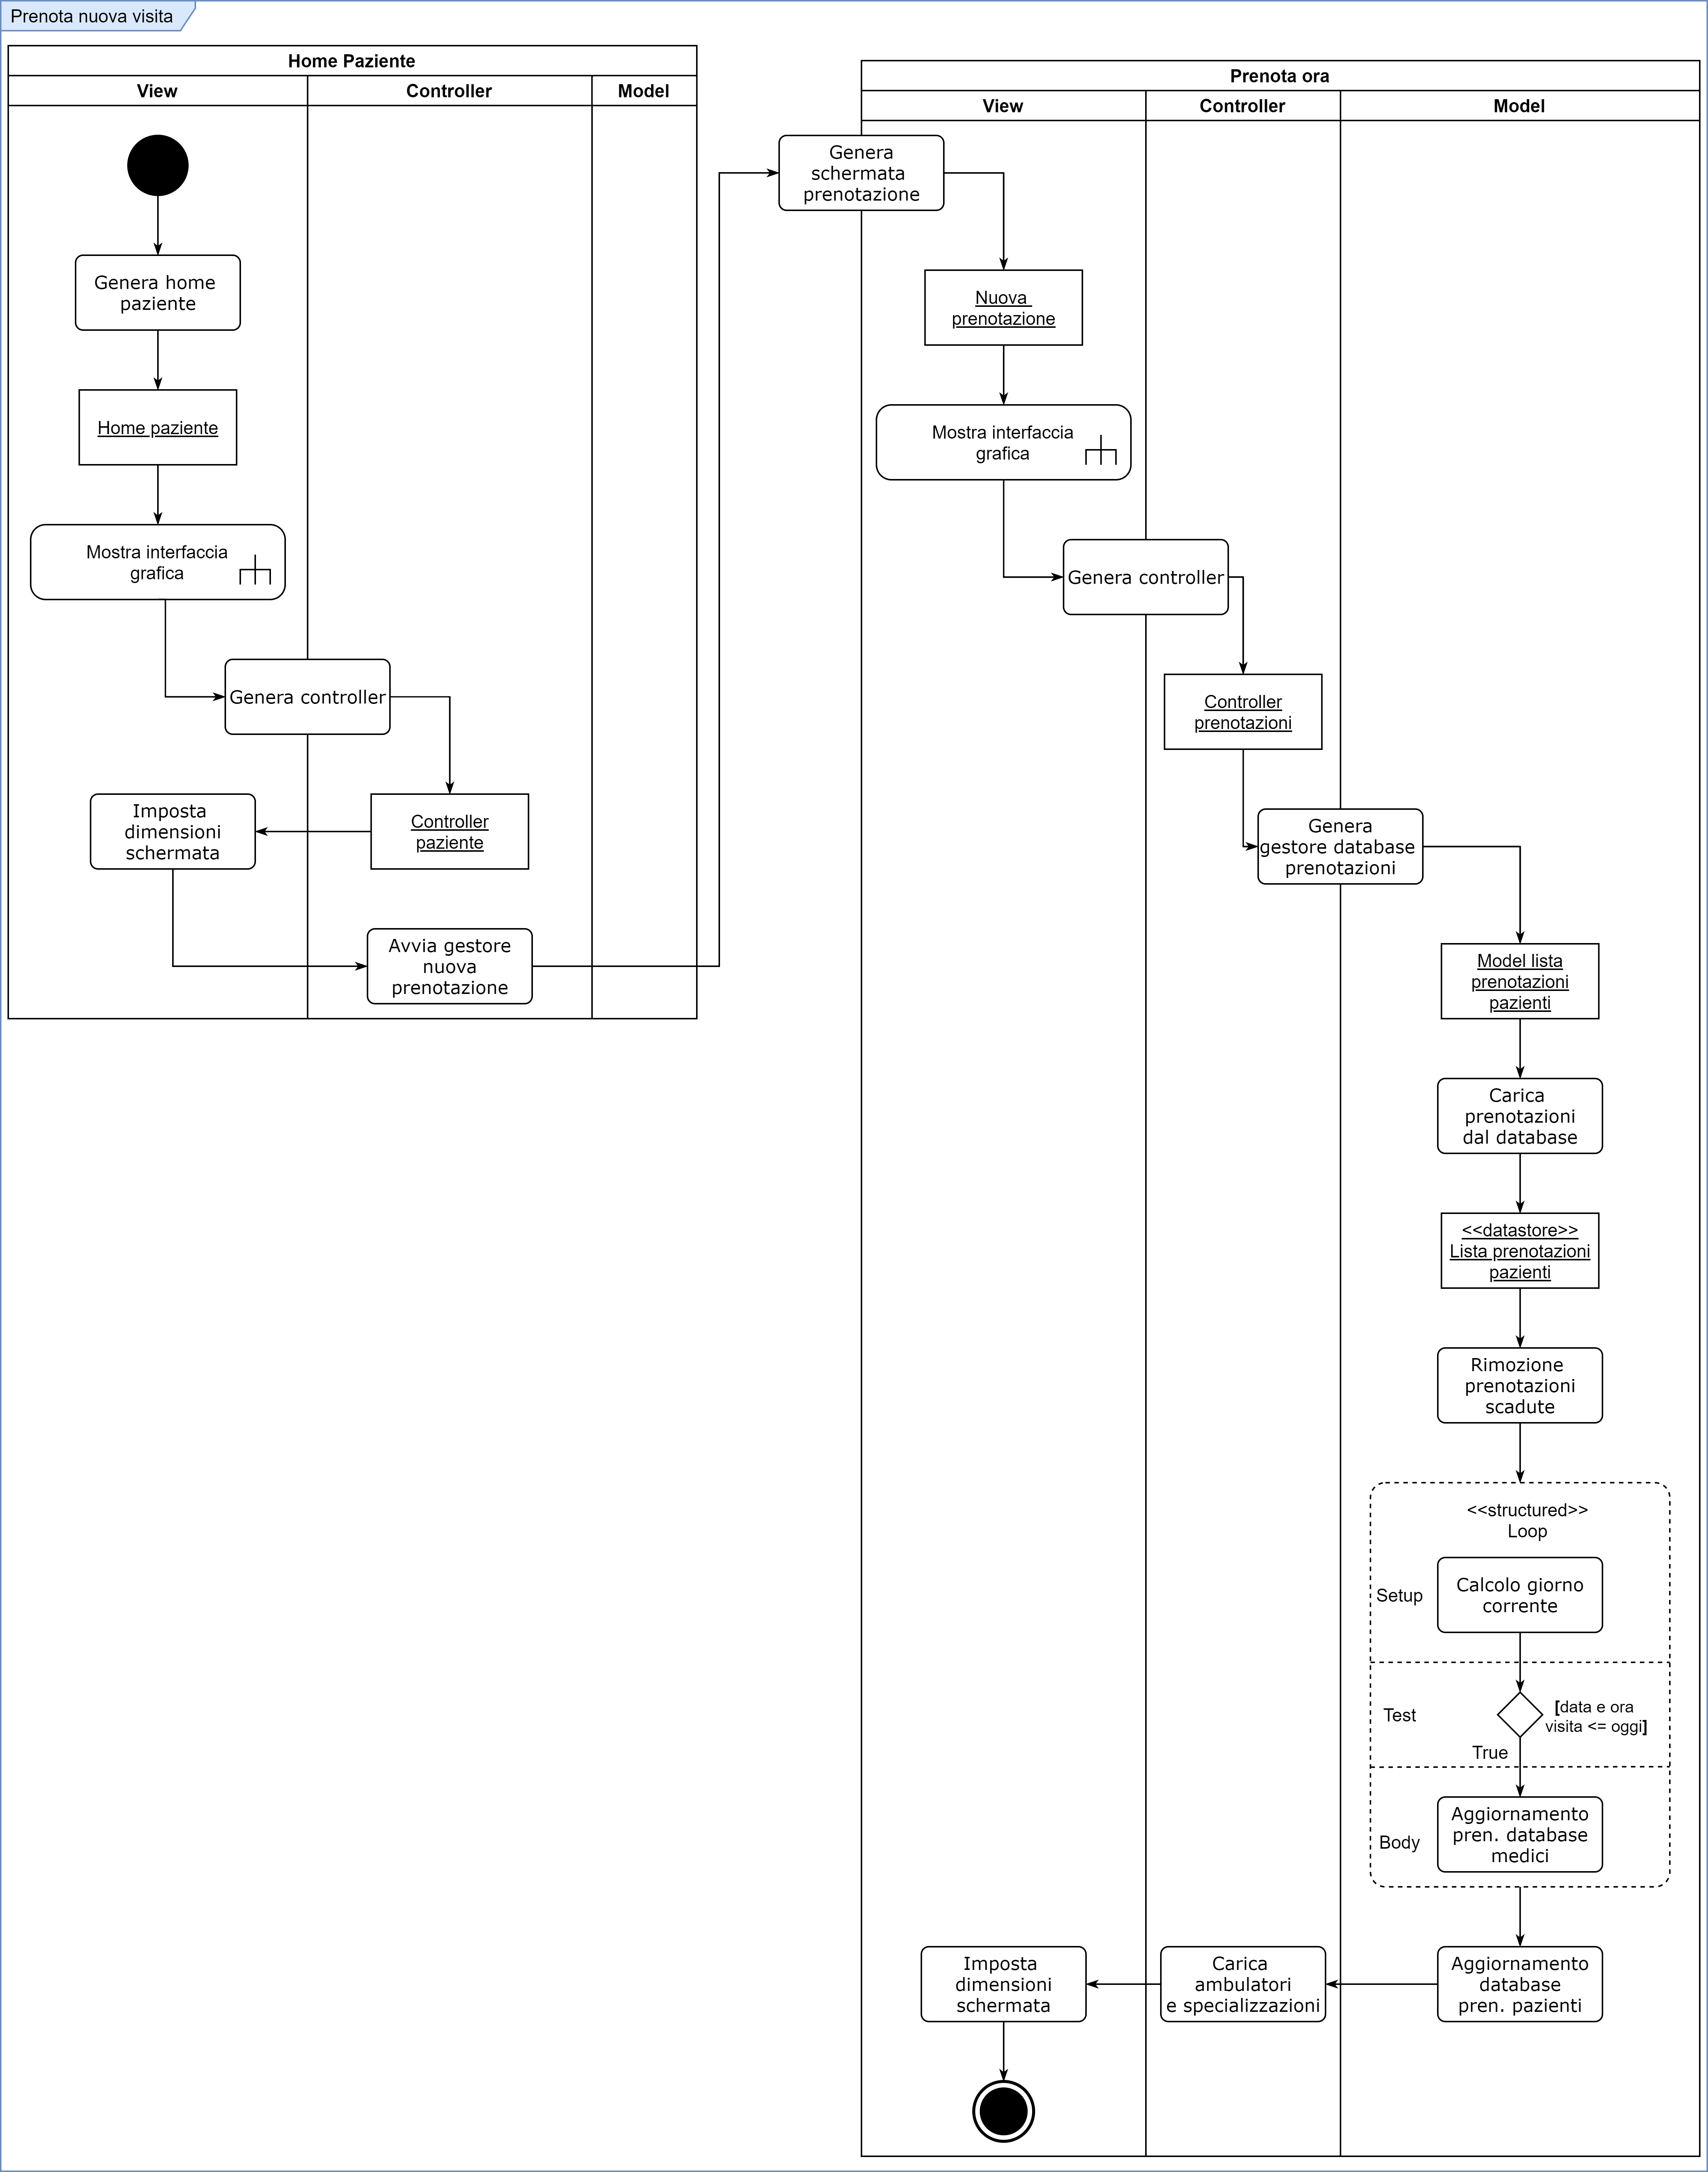 Prenota nuova visita
Home Paziente
View
Controller
Model
Genera home
paziente
Home paziente
Mostra interfaccia
grafica
Genera controller
Controller
paziente
Imposta
dimensioni
schermata
Avvia gestore
nuova
prenotazione
Prenota ora
View
Controller
Model
Genera
schermata
prenotazione
Nuova
prenotazione
Mostra interfaccia
grafica
Genera controller
Controller
prenotazioni
Genera
gestore database
prenotazioni
Model lista
prenotazioni
pazienti
Carica
prenotazioni
dal database
<<datastore>>
Lista prenotazioni
pazienti
Rimozione
prenotazioni
scadute
<<structured>>
Loop
Setup
Calcolo giorno
corrente
Test
[data e ora
visita <= oggi]
True
Body
Aggiornamento
pren. database
medici
Aggiornamento
database
pren. pazienti
Carica
ambulatori
e specializzazioni
Imposta
dimensioni
schermata